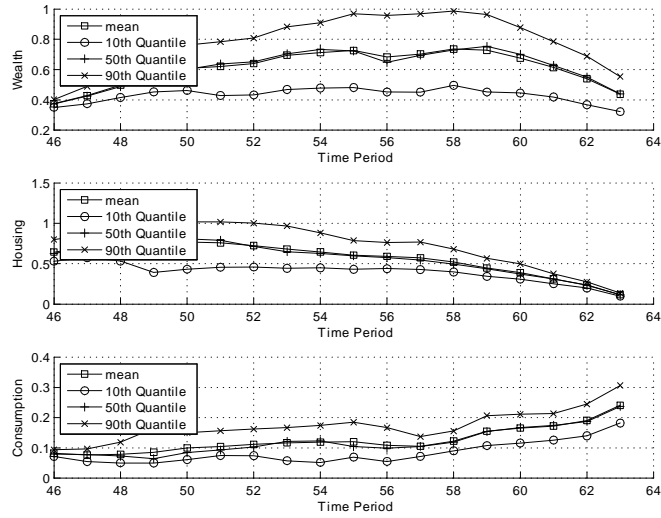 1
0.8
0.6
0.4
0.2
Wealth
mean
10th Quantile
50th Quantile
90th Quantile
46 48 50 52 54 56 58 60 62 64
Time Period
1.5
1
0.5
0
Housing
mean
10th Quantile
50th Quantile
90th Quantile
46 48 50 52 54 56 58 60 62 64
Time Period
0.4
0.3
0.2
0.1
0
Consumption
mean
10th Quantile
50th Quantile
90th Quantile
46 48 50 52 54 56 58 60 62 64
Time Period